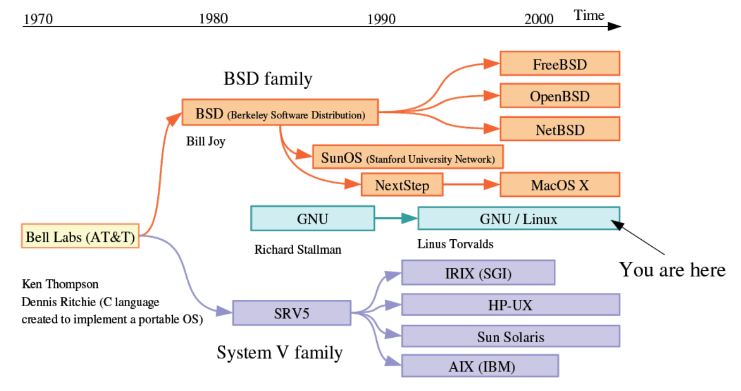 1970 1980 1990 2000 Time
BSD family
FreeBSD
OpenBSD
BSD (Berkeley Software Distribution)
NetBSD
Bill Joy
SunOS (Stanford University Network)
NextStep
MacOS X
GNU
GNU / Linux
Bell Labs (AT&T)
Richard Stallman
Linus Torvalds
You are here
Ken Thompson
Dennis Ritchie (C language
created to implement a portable OS)
IRIX (SGI)
HP-UX
SRV5
Sun Solaris
System V family
AIX (IBM)